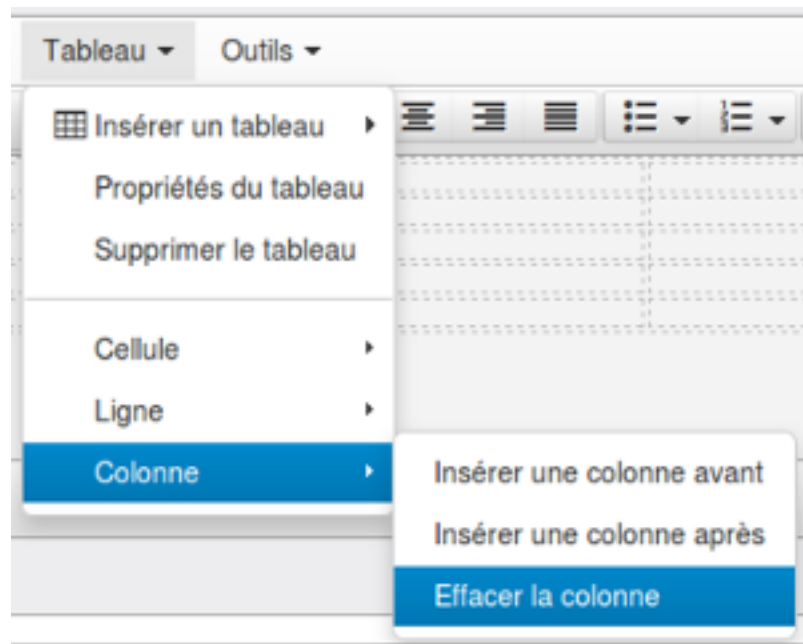 Tableau Outils
Insérer un tableau
Propriétés du tableau
Supprimer le tableau
Cellule
Ligne
Colonne
Insérer une colonne avant
Insérer une colonne après
Effacer la colonne